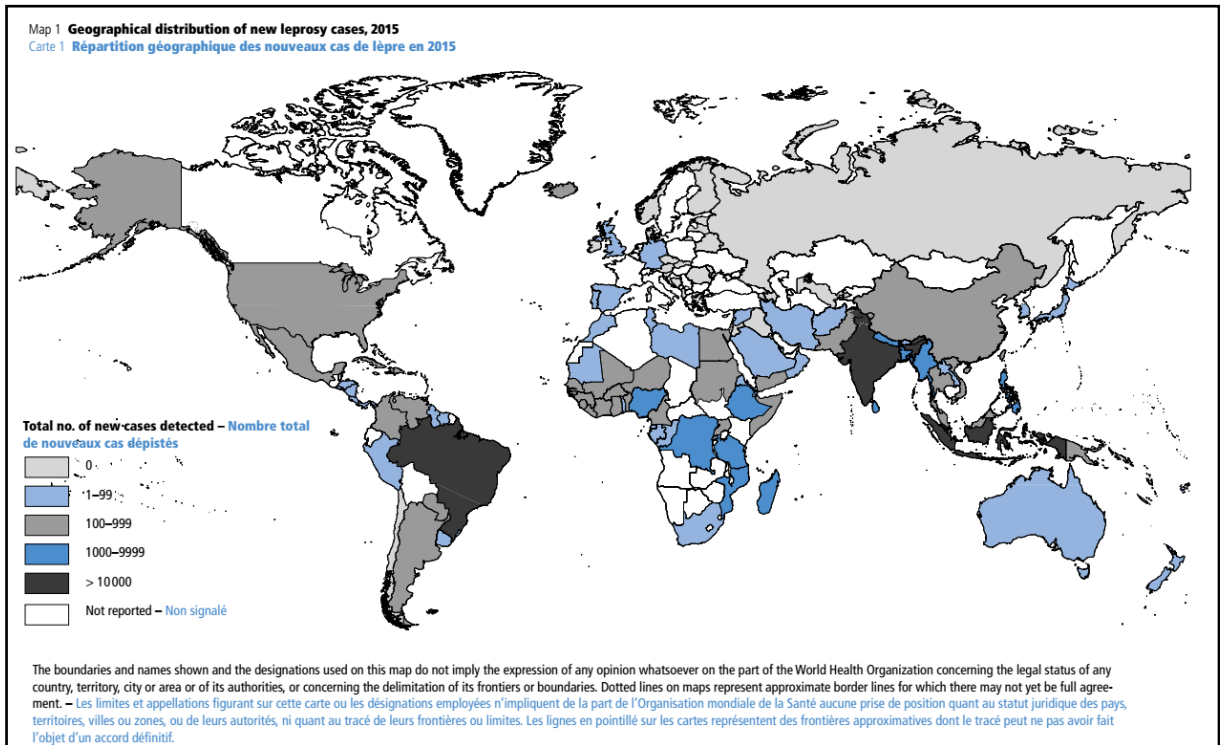 Map 1 Geographical distribution of new leprosy cases, 2015
Carte 1 Répartition géographique des nouveaux cas de lèpre en 2015
Total no. of new cases detected – Nombre total
de nouveaux cas dépistés
0
1–99
100–999
1000–9999
> 10 000
Not reported – Non signalé
The boundaries and names shown and the designations used on this map do not imply the expression of any opinion whatsoever on the part of the World Health Organization concerning the legal status of any
country, territory, city or area or of its authorities, or concerning the delimitation of its frontiers or boundaries. Dotted lines on maps represent approximate border lines for which there may not yet be full agree-
ment. – Les limites et appellations figurant sur cette carte ou les désignations employées n'impliquent de la part de l'Organisation mondiale de la Santé aucune prise de position quant au statut juridique des pays,
territoires, villes ou zones, ou de leurs autorités, ni quant au tracé de leurs frontières ou limites. Les lignes en pointillé sur les cartes représentent des frontières approximatives dont le tracé peut ne pas avoir fait
l'objet d'un accord définitif.